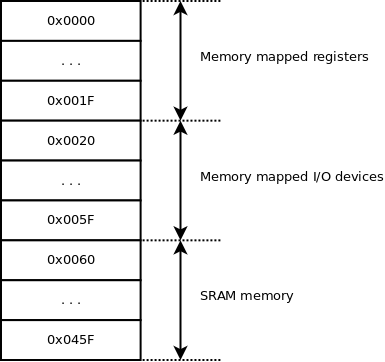 0x0000
. . .
Memory mapped registers
0x001F
0x0020
. . .
Memory mapped I/O devices
0x005F
0x0060
. . .
SRAM memory
0x045F